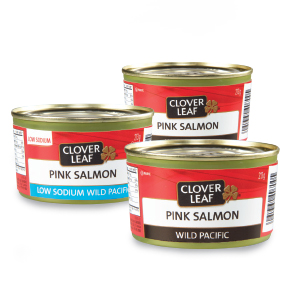 CLOVER
LEAF
PINK SALMON
LOW SODIUM
CLOVER
LEAF
PINK SALMON
LOW SODIUM WILD PACIFIC
CLOVER
LEAF
PINK SALMON
WILD PACIFIC